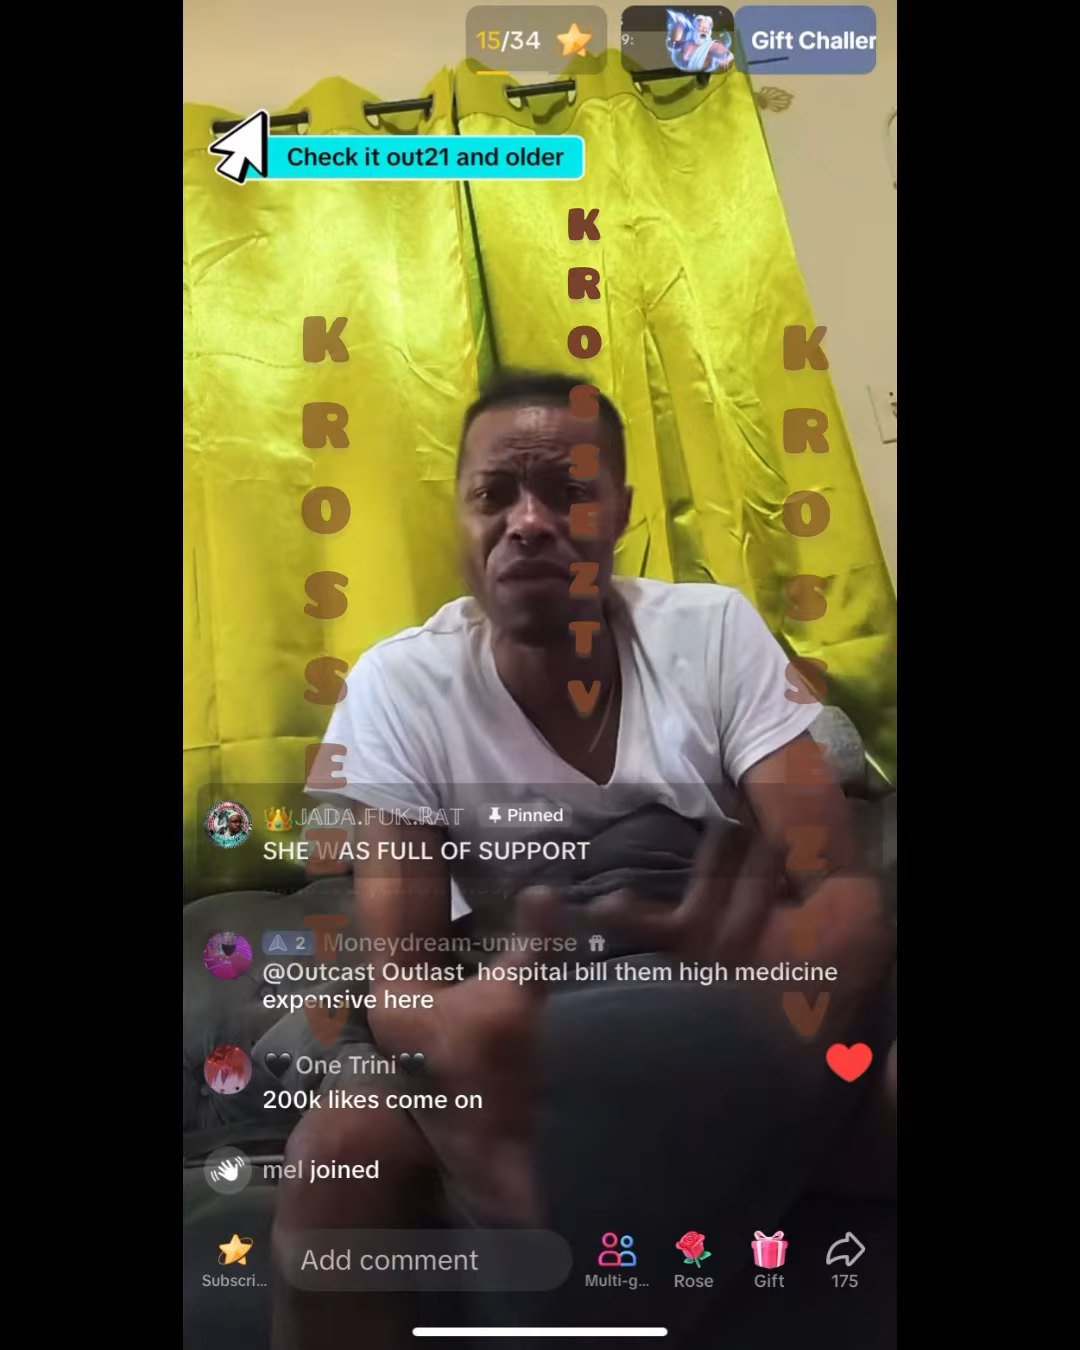 15/34
9:
Gift Challen
Check it out21 and older
KROSSEZTV
KROSSEZTV
KROSSEZTV
👑JADA.FUK.RAT Pinned
SHE WAS FULL OF SUPPORT
2 Moneydream-universe
@Outcast Outlast hospital bill them high medicine
expensive here
🖤One Trini🖤
200k likes come on
mel joined
Add comment
Subscri...
Multi-g...
Rose
Gift
175